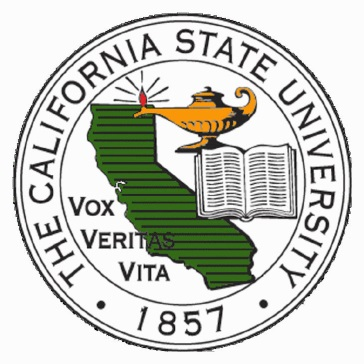 THE CALIFORNIA STATE UNIVERSITY
VOX
VERITAS
VITA
• 1857 •